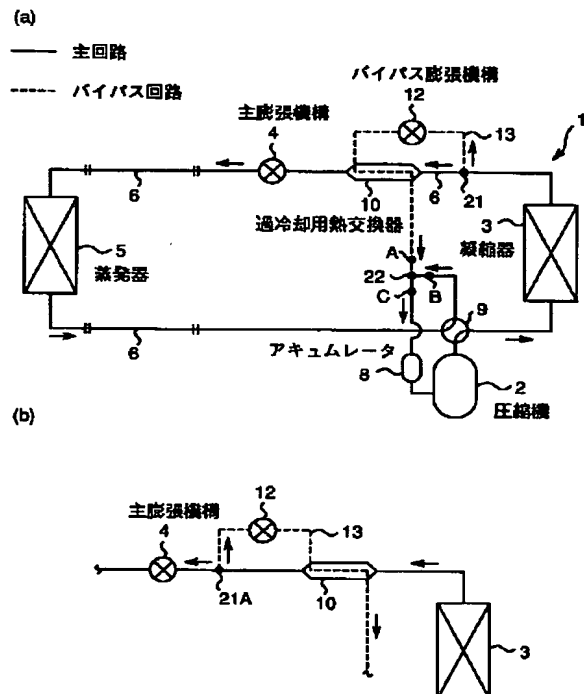 (a)
主回路
バイパス回路
バイパス膨張機構
12
主膨張機構
4
13
1
6
10
6
21
過冷却用熱交換器
3
凝縮器
A
5
蒸発器
22
B
C
9
6
アキュムレータ
8
2
圧縮機
(b)
主膨張機構
12
4
13
21A
10
3